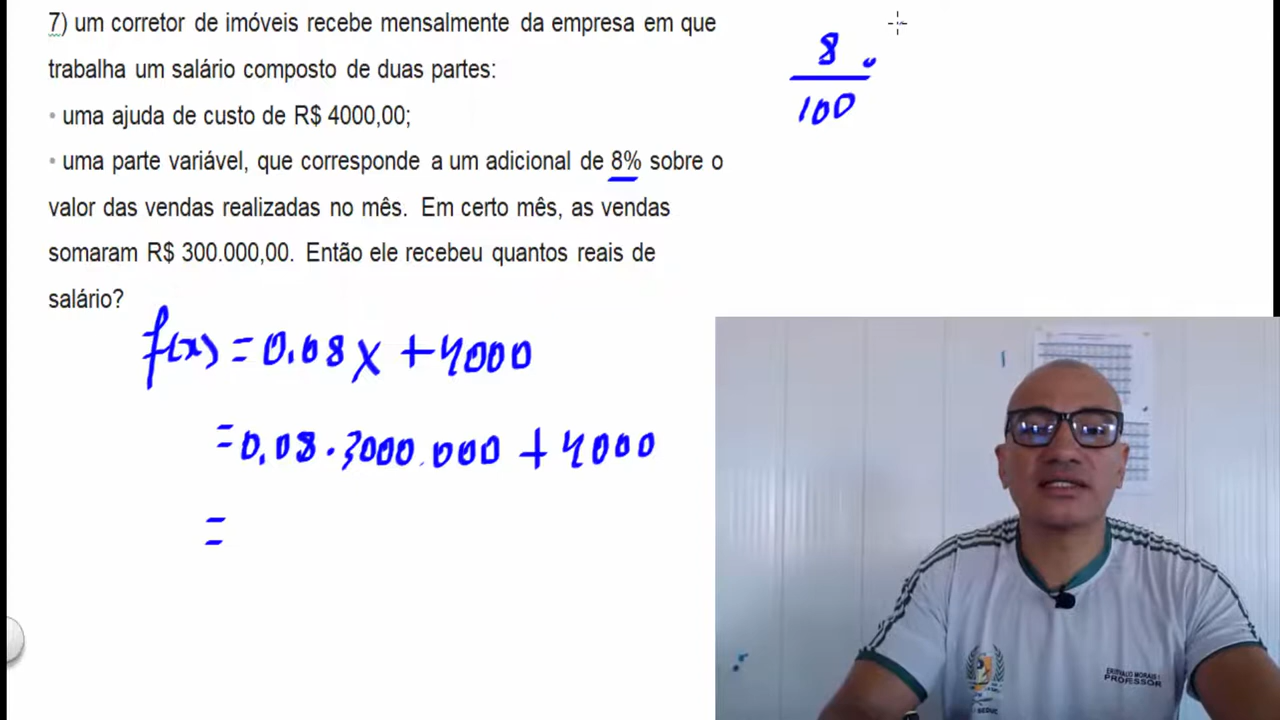 7) um corretor de imóveis recebe mensalmente da empresa em que
trabalha um salário composto de duas partes:
• uma ajuda de custo de R$ 4000,00;
• uma parte variável, que corresponde a um adicional de 8% sobre o
valor das vendas realizadas no mês. Em certo mês, as vendas
somaram R$ 300.000,00. Então ele recebeu quantos reais de
salário?
8 .
100
f(x) = 0.08x + 4000
= 0,08 . 3000.000 + 4000
=
PROFESSOR
SEDUC